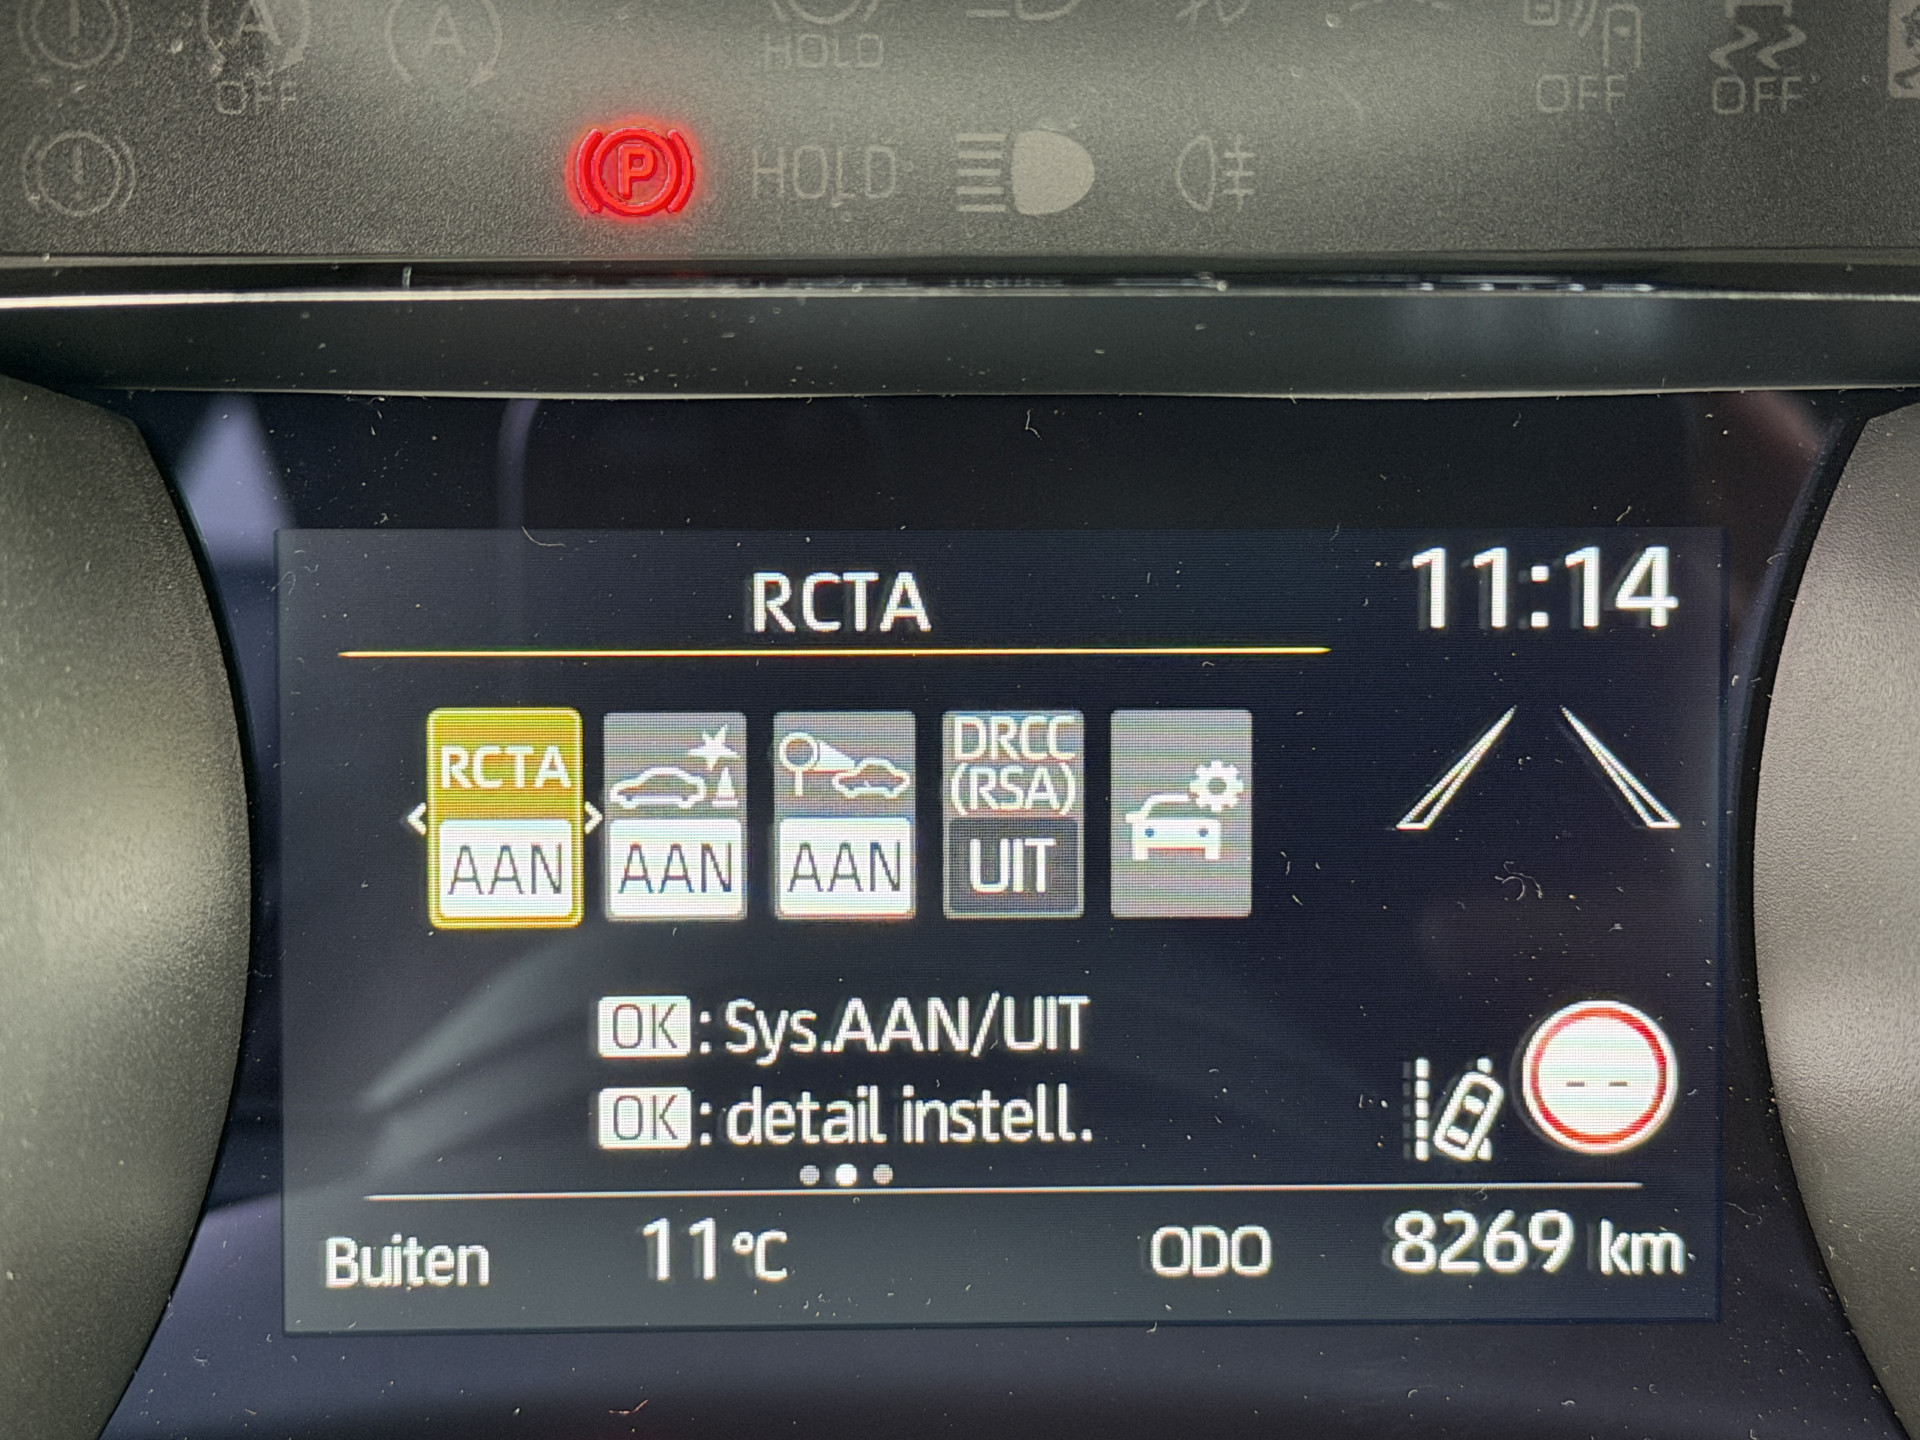 A
A
HOLD
OFF
OFF
OFF
P
HOLD
RCTA
11:14
RCTA
AAN
AAN
AAN
DRCC
(RSA)
UIT
OK : Sys.AAN/UIT
OK : detail instell.
--
Buiten 11°C ODO 8269 km